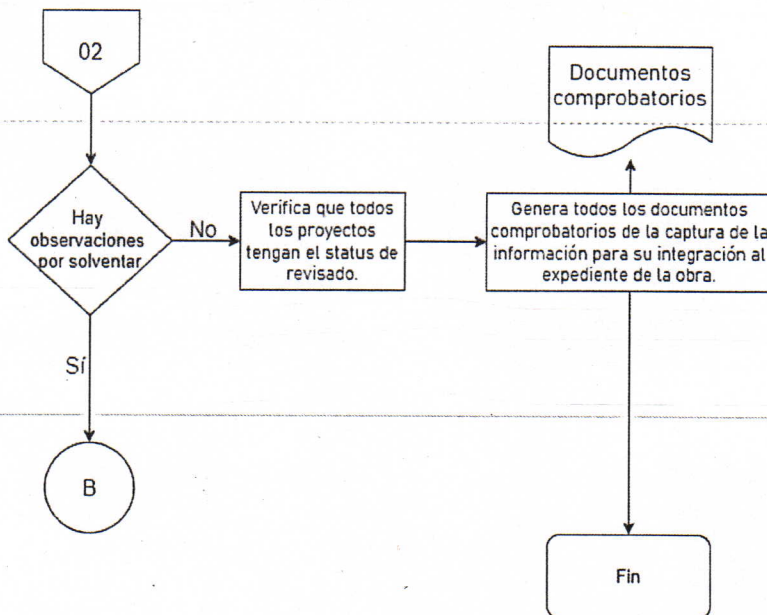 02
Documentos
comprobatorios
Hay
observaciones
por solventar
No
Verifica que todos
los proyectos
tengan el status de
revisado.
Genera todos los documentos
comprobatorios de la captura de la
información para su integración al
expediente de la obra.
Sí
B
Fin